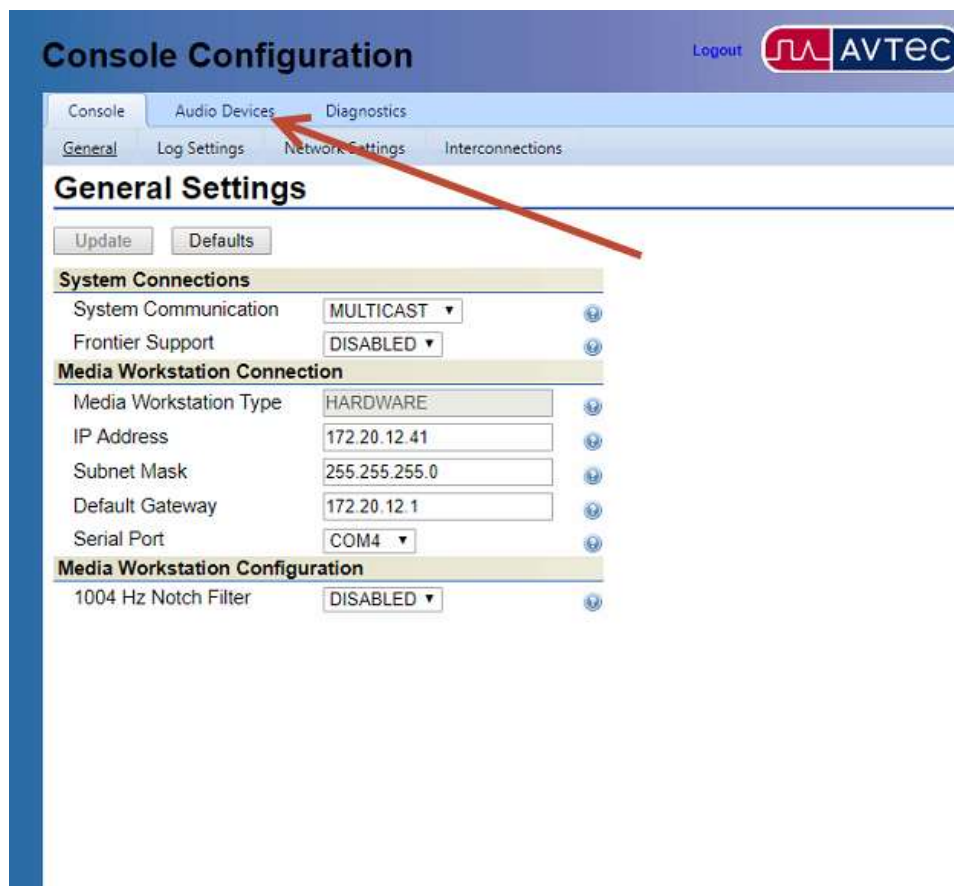 Console Configuration
Logout
AVTEC
Console Audio Devices Diagnostics
General Log Settings Network Settings Interconnections
General Settings
Update Defaults
System Connections
System Communication MULTICAST
Frontier Support DISABLED
Media Workstation Connection
Media Workstation Type HARDWARE
IP Address 172.20.12.41
Subnet Mask 255.255.255.0
Default Gateway 172.20.12.1
Serial Port COM4
Media Workstation Configuration
1004 Hz Notch Filter DISABLED